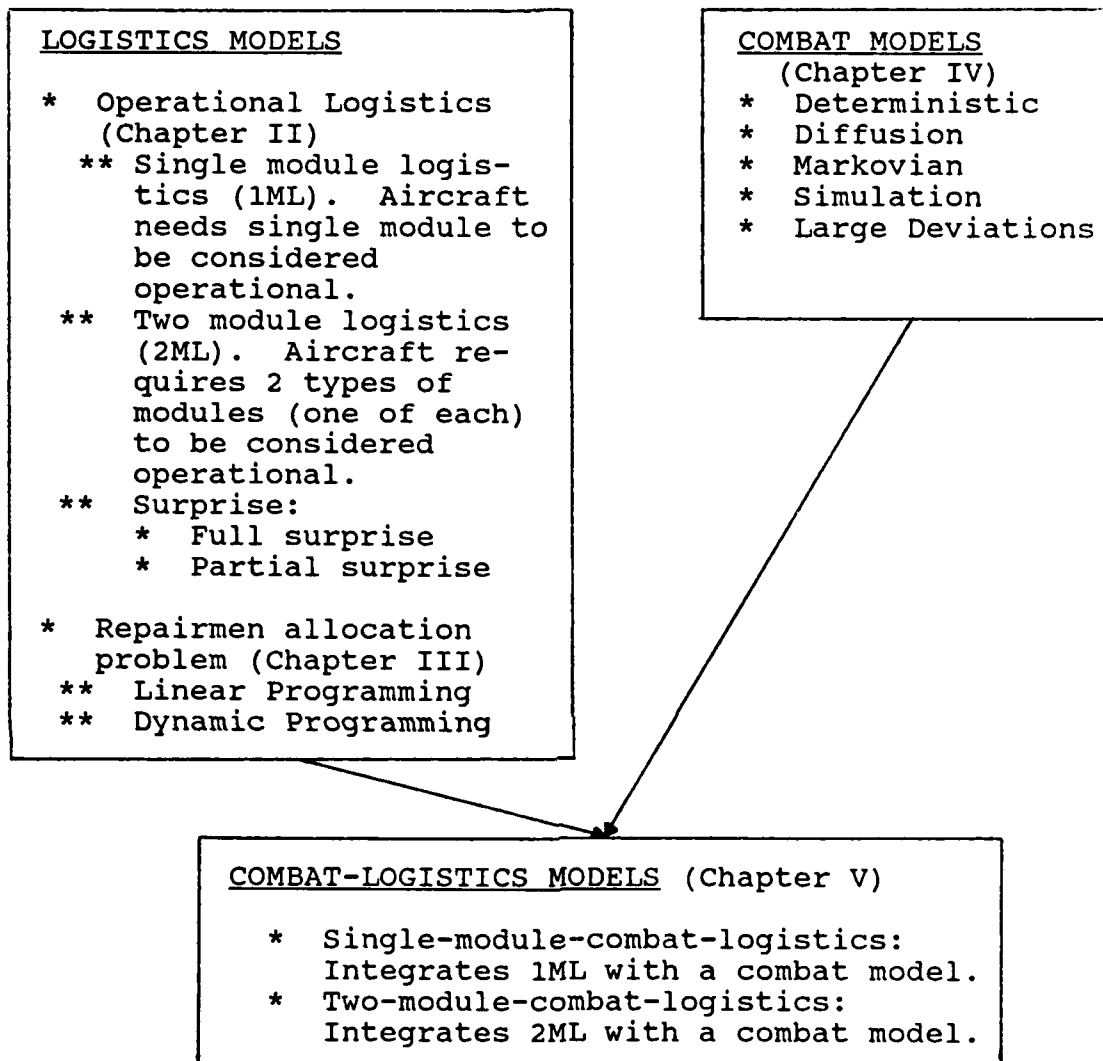 LOGISTICS MODELS
* Operational Logistics
(Chapter II)
** Single module logis-
tics (1ML). Aircraft
needs single module to
be considered
operational.
** Two module logistics
(2ML). Aircraft re-
quires 2 types of
modules (one of each)
to be considered
operational.
** Surprise:
* Full surprise
* Partial surprise
* Repairmen allocation
problem (Chapter III)
** Linear Programming
** Dynamic Programming
COMBAT MODELS
(Chapter IV)
* Deterministic
* Diffusion
* Markovian
* Simulation
* Large Deviations
COMBAT-LOGISTICS MODELS (Chapter V)
* Single-module-combat-logistics:
Integrates 1ML with a combat model.
* Two-module-combat-logistics:
Integrates 2ML with a combat model.